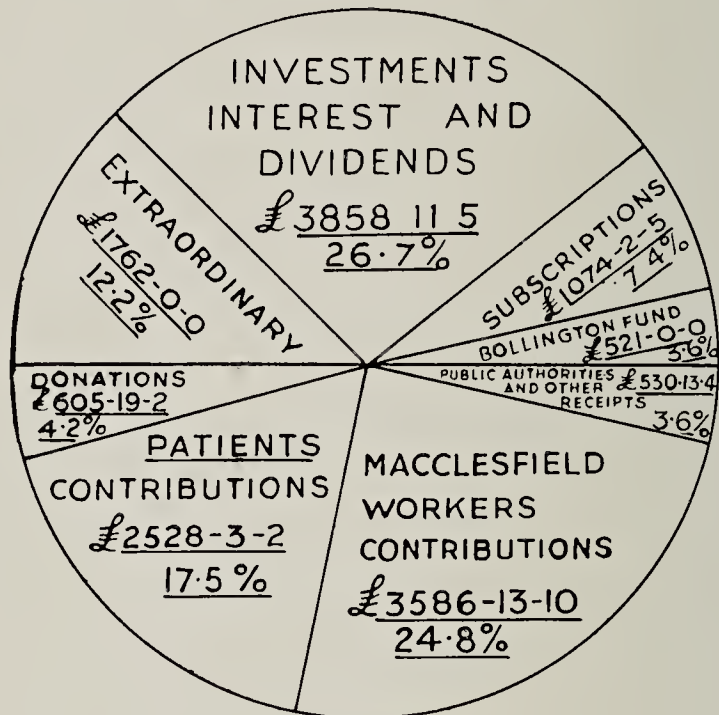 INVESTMENTS
INTEREST AND
DIVIDENDS
£3858 11 5
26·7%
SUBSCRIPTIONS
£1074-2-5
7·4%
BOLLINGTON FUND
£521-0-0
3·6%
PUBLIC AUTHORITIES
AND OTHER
RECEIPTS
£530·13·4
3·6%
MACCLESFIELD
WORKERS
CONTRIBUTIONS
£3586-13-10
24·8%
PATIENTS
CONTRIBUTIONS
£2528-3-2
17·5%
DONATIONS
£605-19-2
4·2%
EXTRAORDINARY
£1762-0-0
12·2%